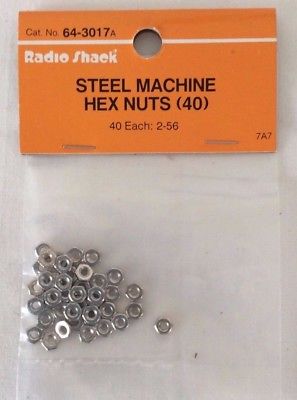 Cat. No. 64-3017A
Radio Shack
STEEL MACHINE
HEX NUTS (40)
40 Each: 2-56
7A7